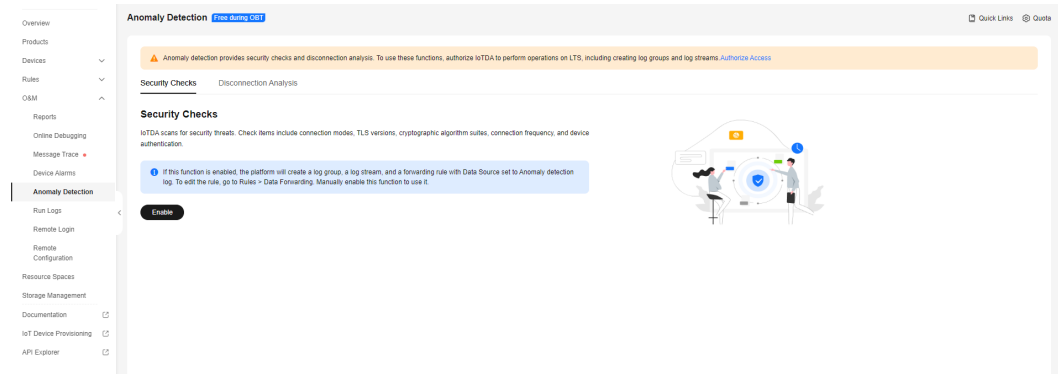 Overview
Products
Devices
Rules
O&M
Reports
Online Debugging
Message Trace
Device Alarms
Anomaly Detection
Run Logs
Remote Login
Remote
Configuration
Resource Spaces
Storage Management
Documentation
IoT Device Provisioning
API Explorer
Anomaly Detection Free during OBT
Quick Links Quota
Anomaly detection provides security checks and disconnection analysis. To use these functions, authorize IoTDA to perform operations on LTS, including creating log groups and log streams.Authorize Access
Security Checks Disconnection Analysis
Security Checks
IoTDA scans for security threats. Check items include connection modes, TLS versions, cryptographic algorithm suites, connection frequency, and device
authentication.
If this function is enabled, the platform will create a log group, a log stream, and a forwarding rule with Data Source set to Anomaly detection
log. To edit the rule, go to Rules > Data Forwarding. Manually enable this function to use it.
Enable